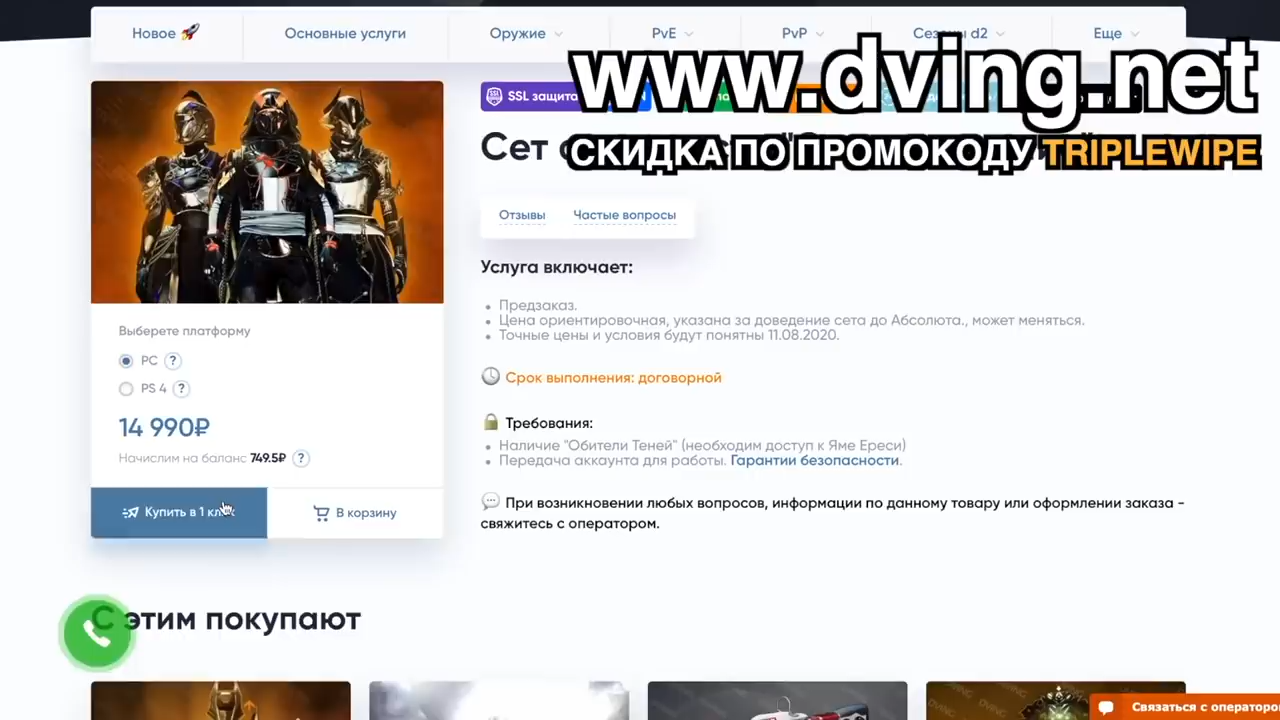 Новое
Основные услуги
Оружие
PvE
PvP
Сезоны d2
Еще
www.dving.net
SSL защита
Сет
СКИДКА ПО ПРОМОКОДУ TRIPLEWIPE
Отзывы
Частые вопросы
Услуга включает:
Предзаказ.
Цена ориентировочная, указана за доведение сета до Абсолюта., может меняться.
Точные цены и условия будут понятны 11.08.2020.
Выберете платформу
PC ?
PS 4 ?
Срок выполнения: договорной
14 990₽
Начислим на баланс 749.5₽ ?
Требования:
Наличие "Обители Теней" (необходим доступ к Яме Ереси)
Передача аккаунта для работы. Гарантии безопасности.
Купить в 1 кл
В корзину
При возникновении любых вопросов, информации по данному товару или оформлении заказа -
свяжитесь с оператором.
С этим покупают
Связаться с оператор